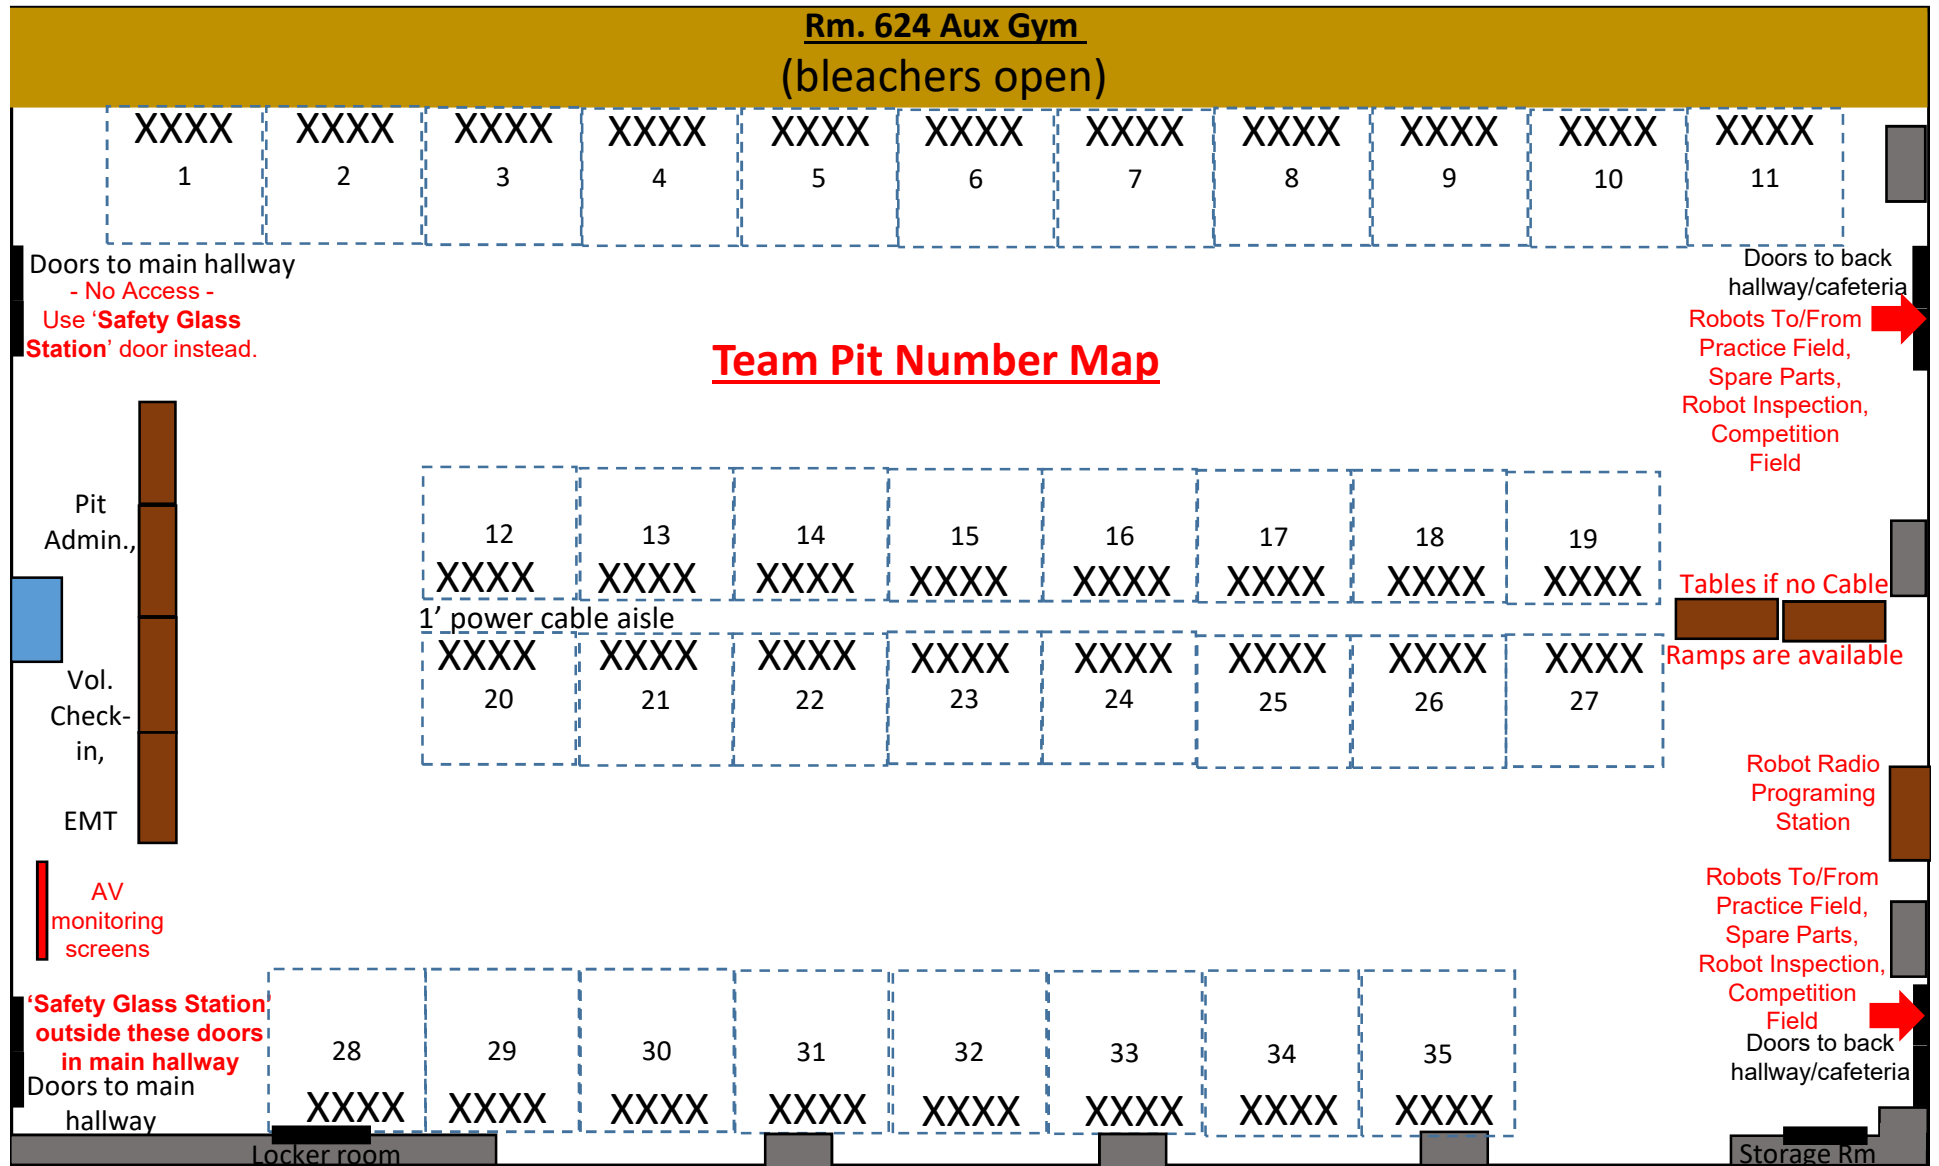 Rm. 624 Aux Gym
(bleachers open)
XXXX XXXX XXXX XXXX XXXX XXXX XXXX XXXX XXXX XXXX XXXX
1 2 3 4 5 6 7 8 9 10 11
Doors to main hallway
- No Access -
Use ‘Safety Glass
Station’ door instead.
Doors to back
hallway/cafeteria
Robots To/From
Practice Field,
Spare Parts,
Robot Inspection,
Competition
Field
Team Pit Number Map
Pit
Admin.,
Vol.
Check-
in,
EMT
12 13 14 15 16 17 18 19
XXXX XXXX XXXX XXXX XXXX XXXX XXXX XXXX
1’ power cable aisle
XXXX XXXX XXXX XXXX XXXX XXXX XXXX XXXX
20 21 22 23 24 25 26 27
Tables if no Cable
Ramps are available
Robot Radio
Programing
Station
AV
monitoring
screens
Robots To/From
Practice Field,
Spare Parts,
Robot Inspection,
Competition
Field
Doors to back
hallway/cafeteria
‘Safety Glass Station’
outside these doors
in main hallway
Doors to main
hallway
28 29 30 31 32 33 34 35
XXXX XXXX XXXX XXXX XXXX XXXX XXXX XXXX
Locker room
Storage Rm